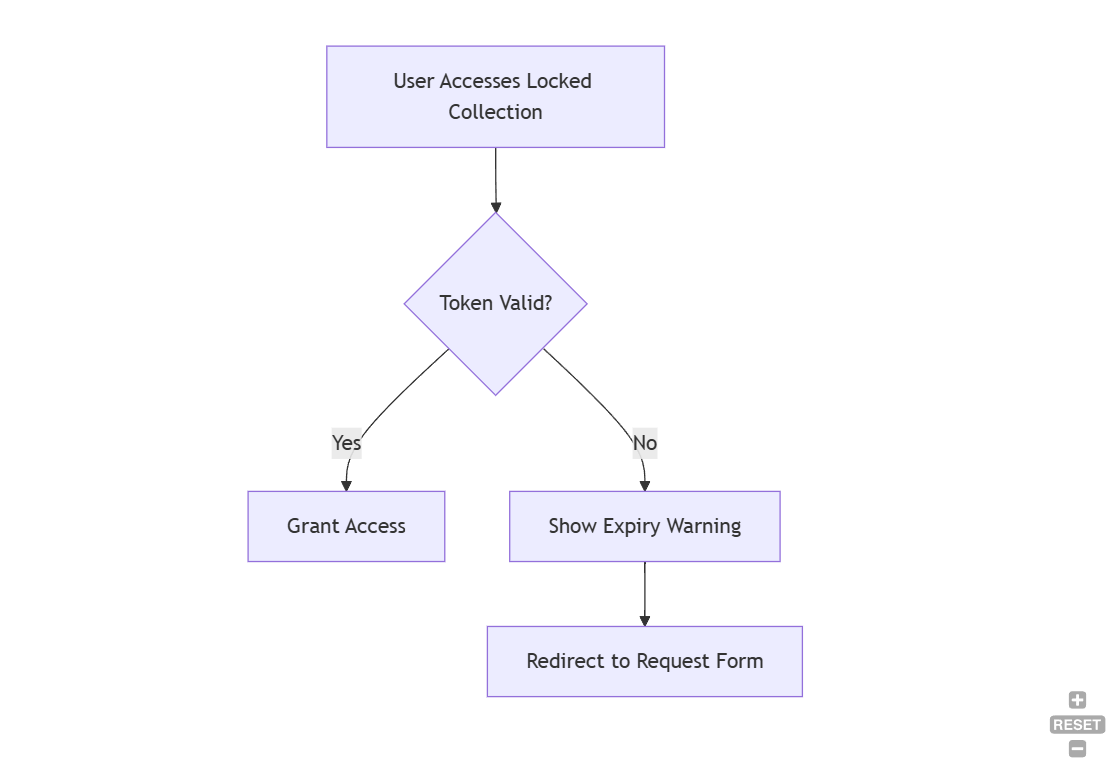 User Accesses Locked
Collection
Token Valid?
Yes
No
Grant Access
Show Expiry Warning
Redirect to Request Form
RESET